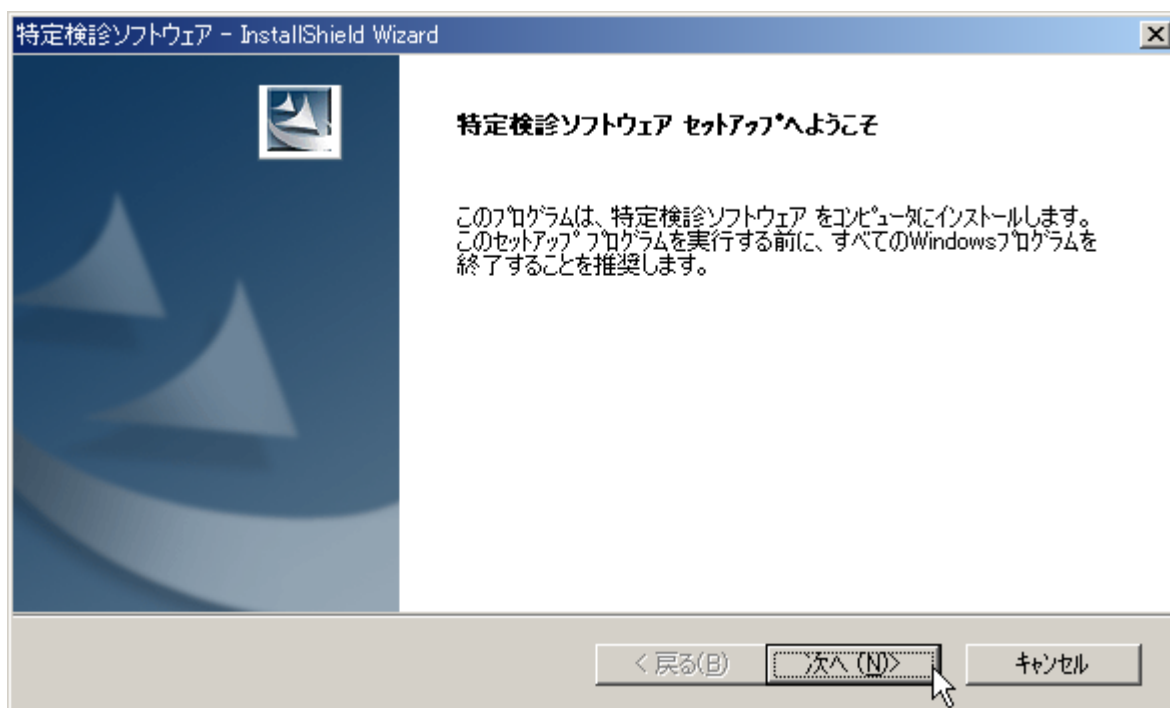 特定検診ソフトウェア - InstallShield Wizard
特定検診ソフトウェア ｾｯﾄｱｯﾌﾟへようこそ
このﾌﾟﾛｸﾞﾗﾑは、特定検診ソフトウェア をｺﾝﾋﾟｭｰﾀにインストールします。
このｾｯﾄｱｯﾌﾟ ﾌﾟﾛｸﾞﾗﾑを実行する前に、すべてのWindowsﾌﾟﾛｸﾞﾗﾑを
終了することを推奨します。
< 戻る(B)
次へ (N)>
ｷｬﾝｾﾙ